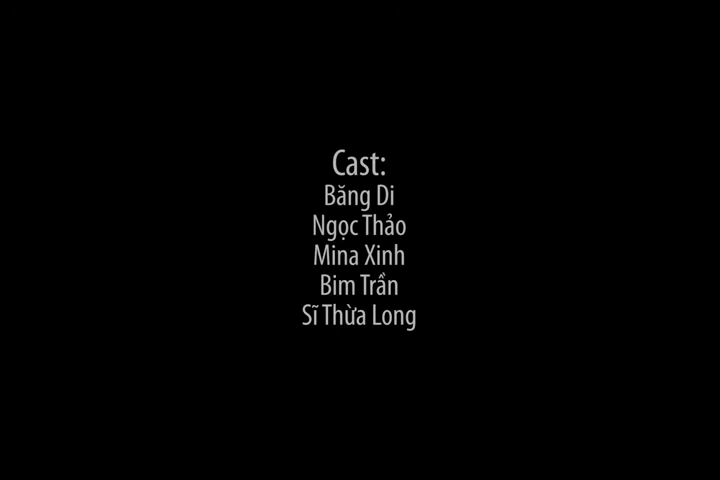 Cast:
Băng Di
Ngọc Thảo
Mina Xinh
Bim Trần
Sĩ Thừa Long